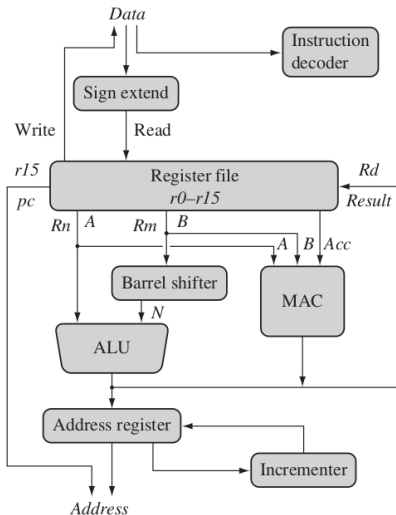 Data
Instruction
decoder
Sign extend
Write
Read
r15
Register file
Rd
pc
r0–r15
Result
Rn
A
Rm
B
A
B
Acc
Barrel shifter
MAC
N
ALU
Address register
Incrementer
Address